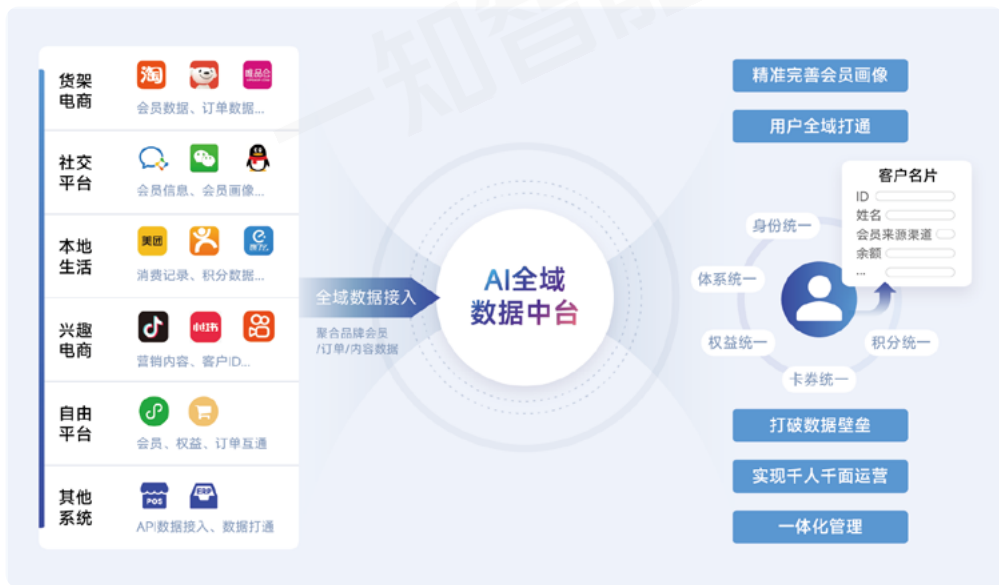 一知智能
货架
电商
淘
唯品会
会员数据、订单数据...
社交
平台
会员信息、会员画像...
本地
生活
美团
消费记录、积分数据...
兴趣
电商
小红书
营销内容、客户ID...
自由
平台
会员、权益、订单互通
其他
系统
POS
ERP
API数据接入、数据打通
全域数据接入
聚合品牌会员
/订单/内容数据
AI全域
数据中台
精准完善会员画像
用户全域打通
客户名片
ID
姓名
会员来源渠道
余额
...
身份统一
体系统一
权益统一
积分统一
卡券统一
打破数据壁垒
实现千人千面运营
一体化管理